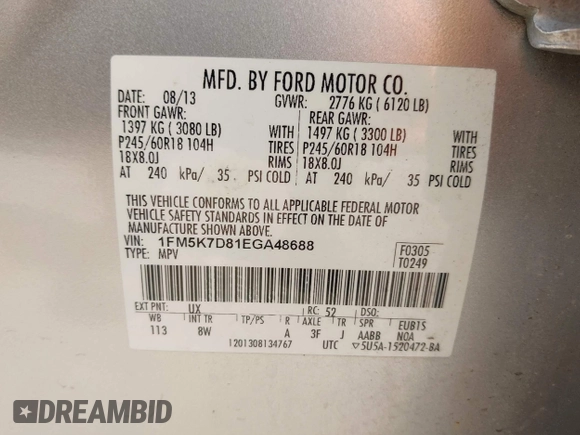 MFD. BY FORD MOTOR CO.
DATE: 08/13 GVWR: 2776 KG ( 6120 LB)
FRONT GAWR: REAR GAWR:
1397 KG ( 3080 LB) WITH 1497 KG ( 3300 LB) WITH
P245/60R18 104H TIRES P245/60R18 104H TIRES
18X8.0J RIMS 18X8.0J RIMS
AT 240 kPa/ 35 PSI COLD AT 240 kPa/ 35 PSI COLD
THIS VEHICLE CONFORMS TO ALL APPLICABLE FEDERAL MOTOR
VEHICLE SAFETY STANDARDS IN EFFECT ON THE DATE OF
MANUFACTURE SHOWN ABOVE.
VIN: 1FM5K7D81EGA48688 F0305
TYPE: MPV T0249
EXT PNT: UX RC: 52 DSO:
WB INT TR TP/PS R AXLE TR SPR EUB1S
113 8W A 3F J AABB NOA
1201308134767 UTC ▽5U5A-1520472-BA
DREAMBID